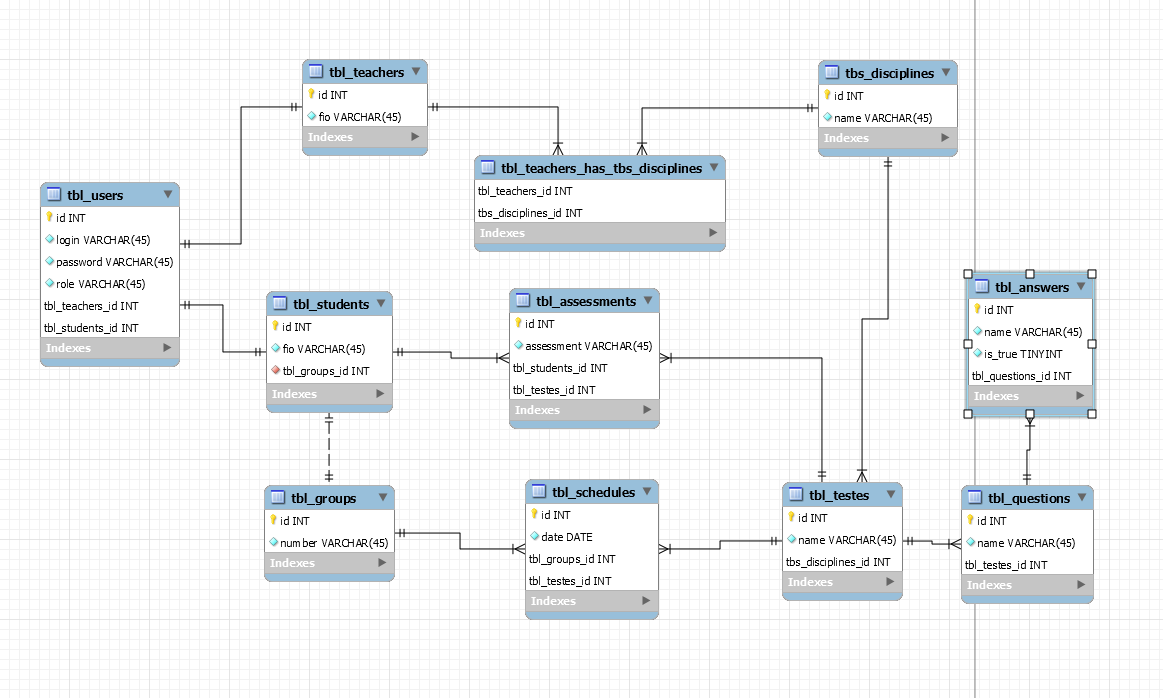 tbl_teachers
id INT
fio VARCHAR(45)
Indexes
tbs_disciplines
id INT
name VARCHAR(45)
Indexes
tbl_teachers_has_tbs_disciplines
tbl_teachers_id INT
tbs_disciplines_id INT
Indexes
tbl_users
id INT
login VARCHAR(45)
password VARCHAR(45)
role VARCHAR(45)
tbl_teachers_id INT
tbl_students_id INT
Indexes
tbl_students
id INT
fio VARCHAR(45)
tbl_groups_id INT
Indexes
tbl_assessments
id INT
assessment VARCHAR(45)
tbl_students_id INT
tbl_testes_id INT
Indexes
tbl_answers
id INT
name VARCHAR(45)
is_true TINYINT
tbl_questions_id INT
Indexes
tbl_groups
id INT
number VARCHAR(45)
Indexes
tbl_schedules
id INT
date DATE
tbl_groups_id INT
tbl_testes_id INT
Indexes
tbl_testes
id INT
name VARCHAR(45)
tbs_disciplines_id INT
Indexes
tbl_questions
id INT
name VARCHAR(45)
tbl_testes_id INT
Indexes